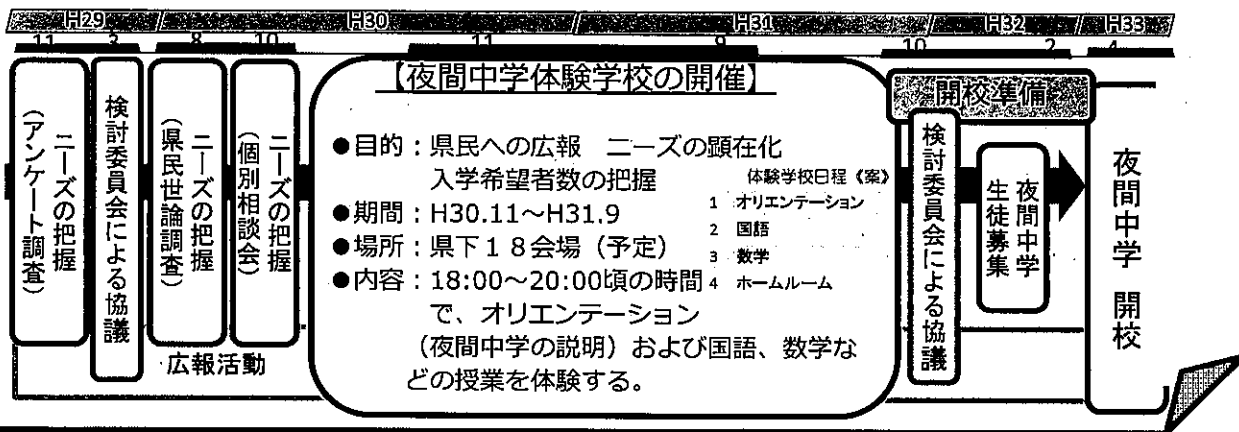 H29
H30
H31
H32
H33
11
3
8
10
11
9
10
2
4
ニーズの把握
(アンケート調査)
検討委員会による協議
ニーズの把握
(県民世論調査)
ニーズの把握
(個別相談会)
広報活動
【夜間中学体験学校の開催】
●目的：県民への広報　ニーズの顕在化
入学希望者数の把握
●期間：H30.11～H31.9
●場所：県下１８会場（予定）
●内容：18:00～20:00頃の時間
で、オリエンテーション
（夜間中学の説明）および国語、数学な
どの授業を体験する。
体験学校日程《案》
1 オリエンテーション
2 国語
3 数学
4 ホームルーム
開校準備
検討委員会による協議
夜間中学
生徒募集
夜間中学　開校